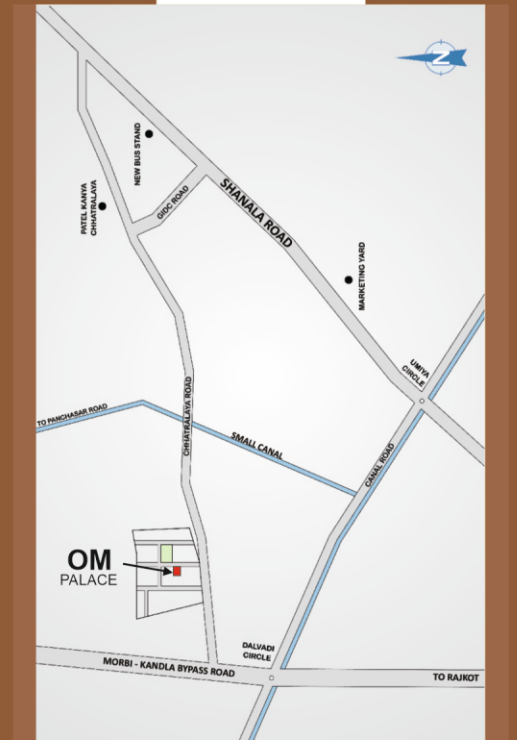 N
NEW BUS STAND
PATEL KANYA
CHHATRALAYA
GIDC ROAD
SHANALA ROAD
MARKETING YARD
UMIYA
CIRCLE
TO PANCHASAR ROAD
CHHATRALAYA ROAD
SMALL CANAL
CANAL ROAD
OM
PALACE
DALVADI
CIRCLE
MORBI - KANDLA BYPASS ROAD
TO RAJKOT